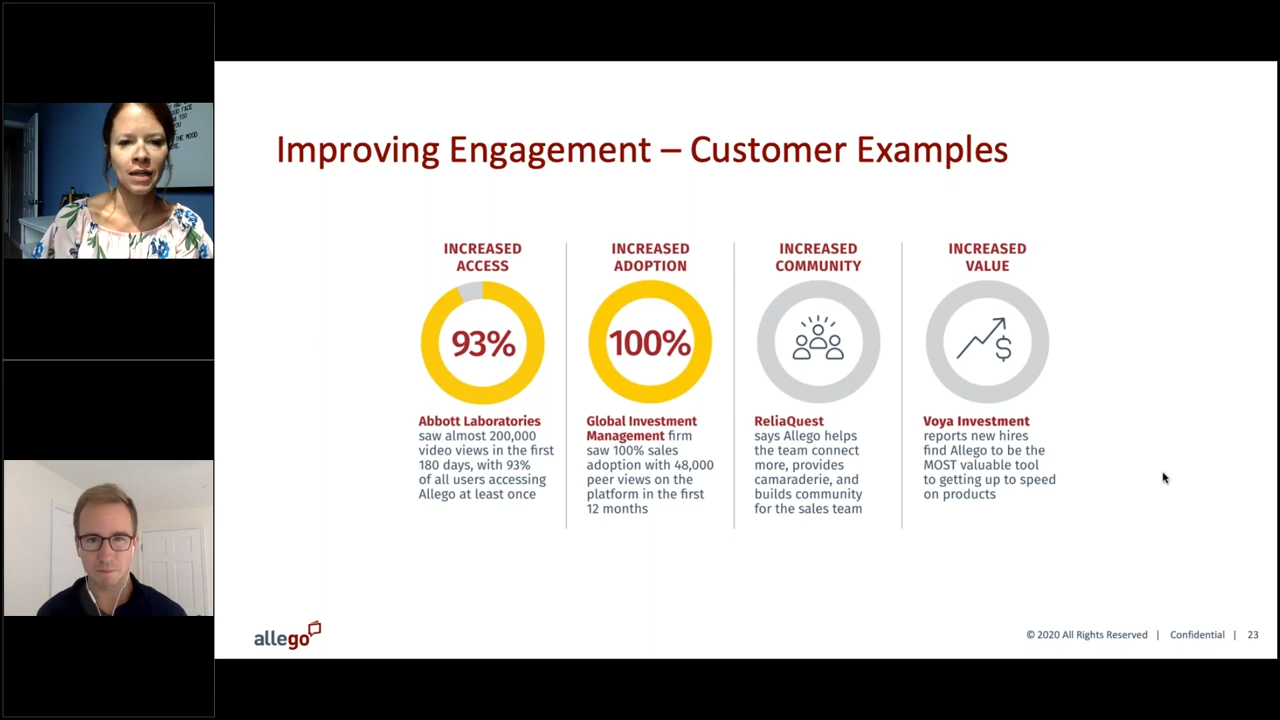 Improving Engagement – Customer Examples
INCREASED
ACCESS
93%
Abbott Laboratories
saw almost 200,000
video views in the first
180 days, with 93%
of all users accessing
Allego at least once
INCREASED
ADOPTION
100%
Global Investment
Management firm
saw 100% sales
adoption with 48,000
peer views on the
platform in the first
12 months
INCREASED
COMMUNITY
ReliaQuest
says Allego helps
the team connect
more, provides
camaraderie, and
builds community
for the sales team
INCREASED
VALUE
$
Voya Investment
reports new hires
find Allego to be the
MOST valuable tool
to getting up to speed
on products
allego
© 2020 All Rights Reserved | Confidential | 23
FACE
TOO
YOU
THE MOOD